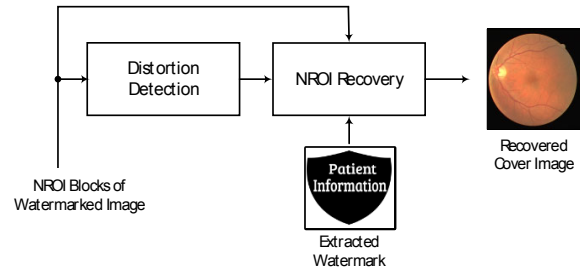 Distortion
Detection
NROI Recovery
NROI Blocks of
Watermarked Image
Patient
Information
Extracted
Watermark
Recovered
Cover Image